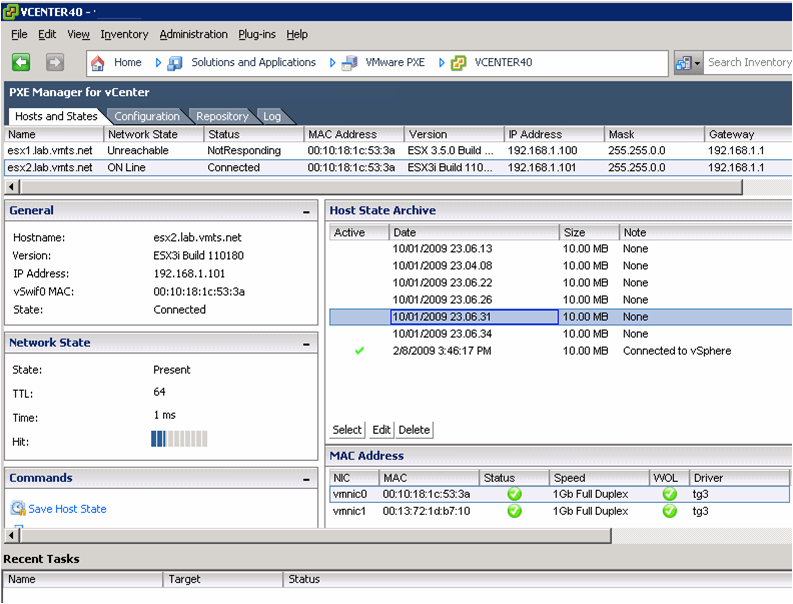 VCENTER40 -
File Edit View Inventory Administration Plug-ins Help
Home Solutions and Applications VMware PXE VCENTER40 Search Inventory
PXE Manager for vCenter
Hosts and States Configuration Repository Log
Name Network State Status MAC Address Version IP Address Mask Gateway
esx1.lab.vmts.net Unreachable NotResponding 00:10:18:1c:53:3a ESX 3.5.0 Build ... 192.168.1.100 255.255.0.0 192.168.1.1
esx2.lab.vmts.net ON Line Connected 00:10:18:1c:53:3a ESX3i Build 110... 192.168.1.101 255.255.0.0 192.168.1.1
General
Hostname: esx2.lab.vmts.net
Version: ESX3i Build 110180
IP Address: 192.168.1.101
vSwif0 MAC: 00:10:18:1c:53:3a
State: Connected
Network State
State: Present
TTL: 64
Time: 1 ms
Hit:
Commands
Save Host State
Host State Archive
Active Date Size Note
10/01/2009 23.06.13 10.00 MB None
10/01/2009 23.04.08 10.00 MB None
10/01/2009 23.06.22 10.00 MB None
10/01/2009 23.06.26 10.00 MB None
10/01/2009 23.06.31 10.00 MB None
10/01/2009 23.06.34 10.00 MB None
2/8/2009 3:46:17 PM 10.00 MB Connected to vSphere
Select Edit Delete
MAC Address
NIC MAC Status Speed WOL Driver
vmnic0 00:10:18:1c:53:3a 1Gb Full Duplex tg3
vmnic1 00:13:72:1d:b7:10 1Gb Full Duplex tg3
Recent Tasks
Name Target Status